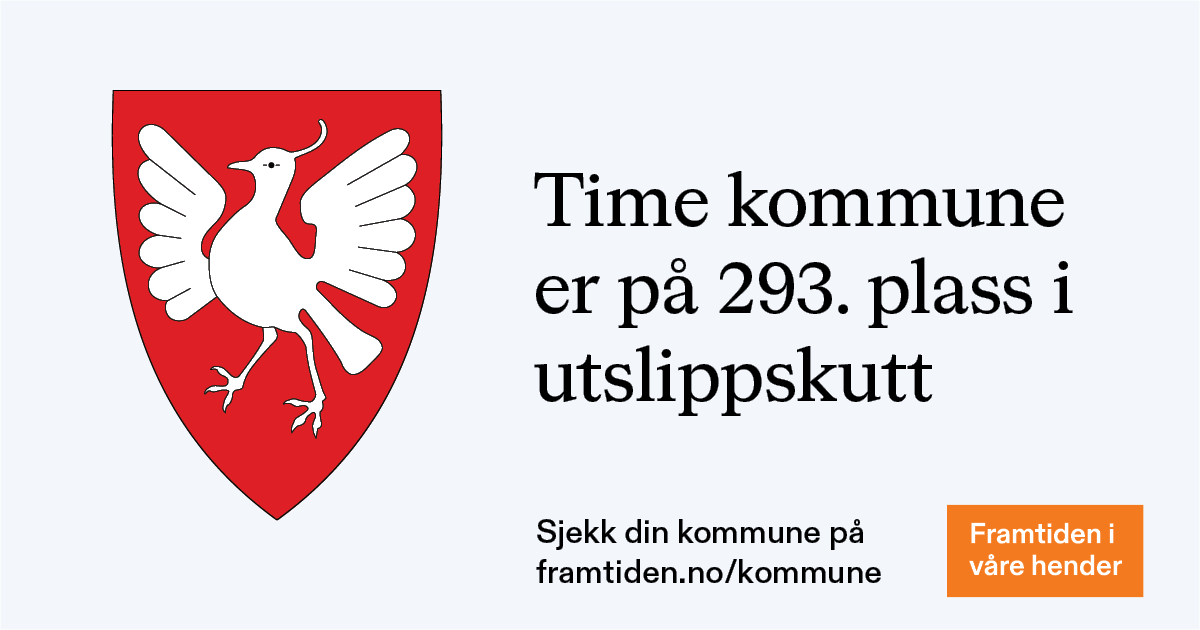 Time kommune
er på 293. plass i
utslippskutt
Sjekk din kommune på
framtiden.no/kommune
Framtiden i
våre hender